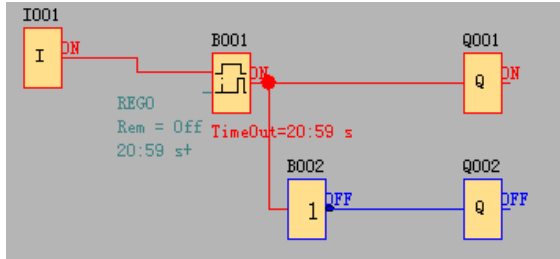 I001
I ON
B001
ON
REG0
Rem = Off
20:59 s+
TimeOut=20:59 s
Q001
Q ON
B002
1 OFF
Q002
Q OFF